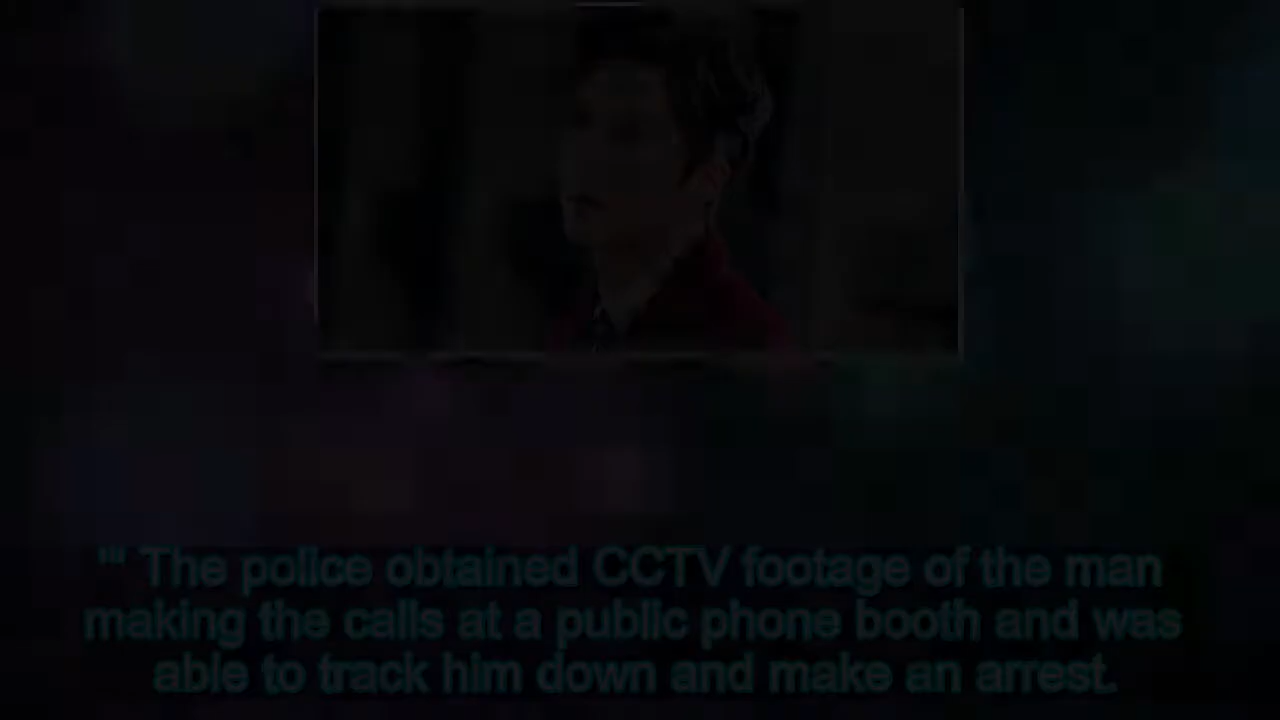 '" The police obtained CCTV footage of the man
making the calls at a public phone booth and was
able to track him down and make an arrest.